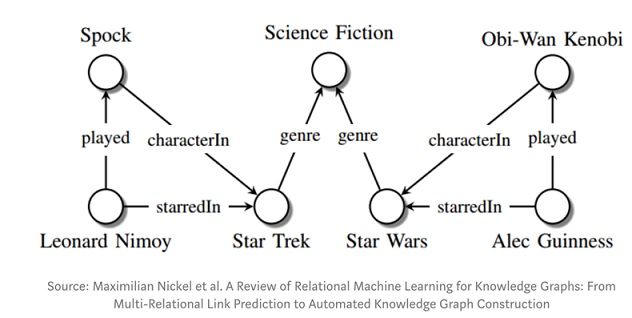 Spock
Science Fiction
Obi-Wan Kenobi
played
characterIn
genre
genre
characterIn
played
starredIn
starredIn
Leonard Nimoy
Star Trek
Star Wars
Alec Guinness
Source: Maximilian Nickel et al. A Review of Relational Machine Learning for Knowledge Graphs: From
Multi-Relational Link Prediction to Automated Knowledge Graph Construction